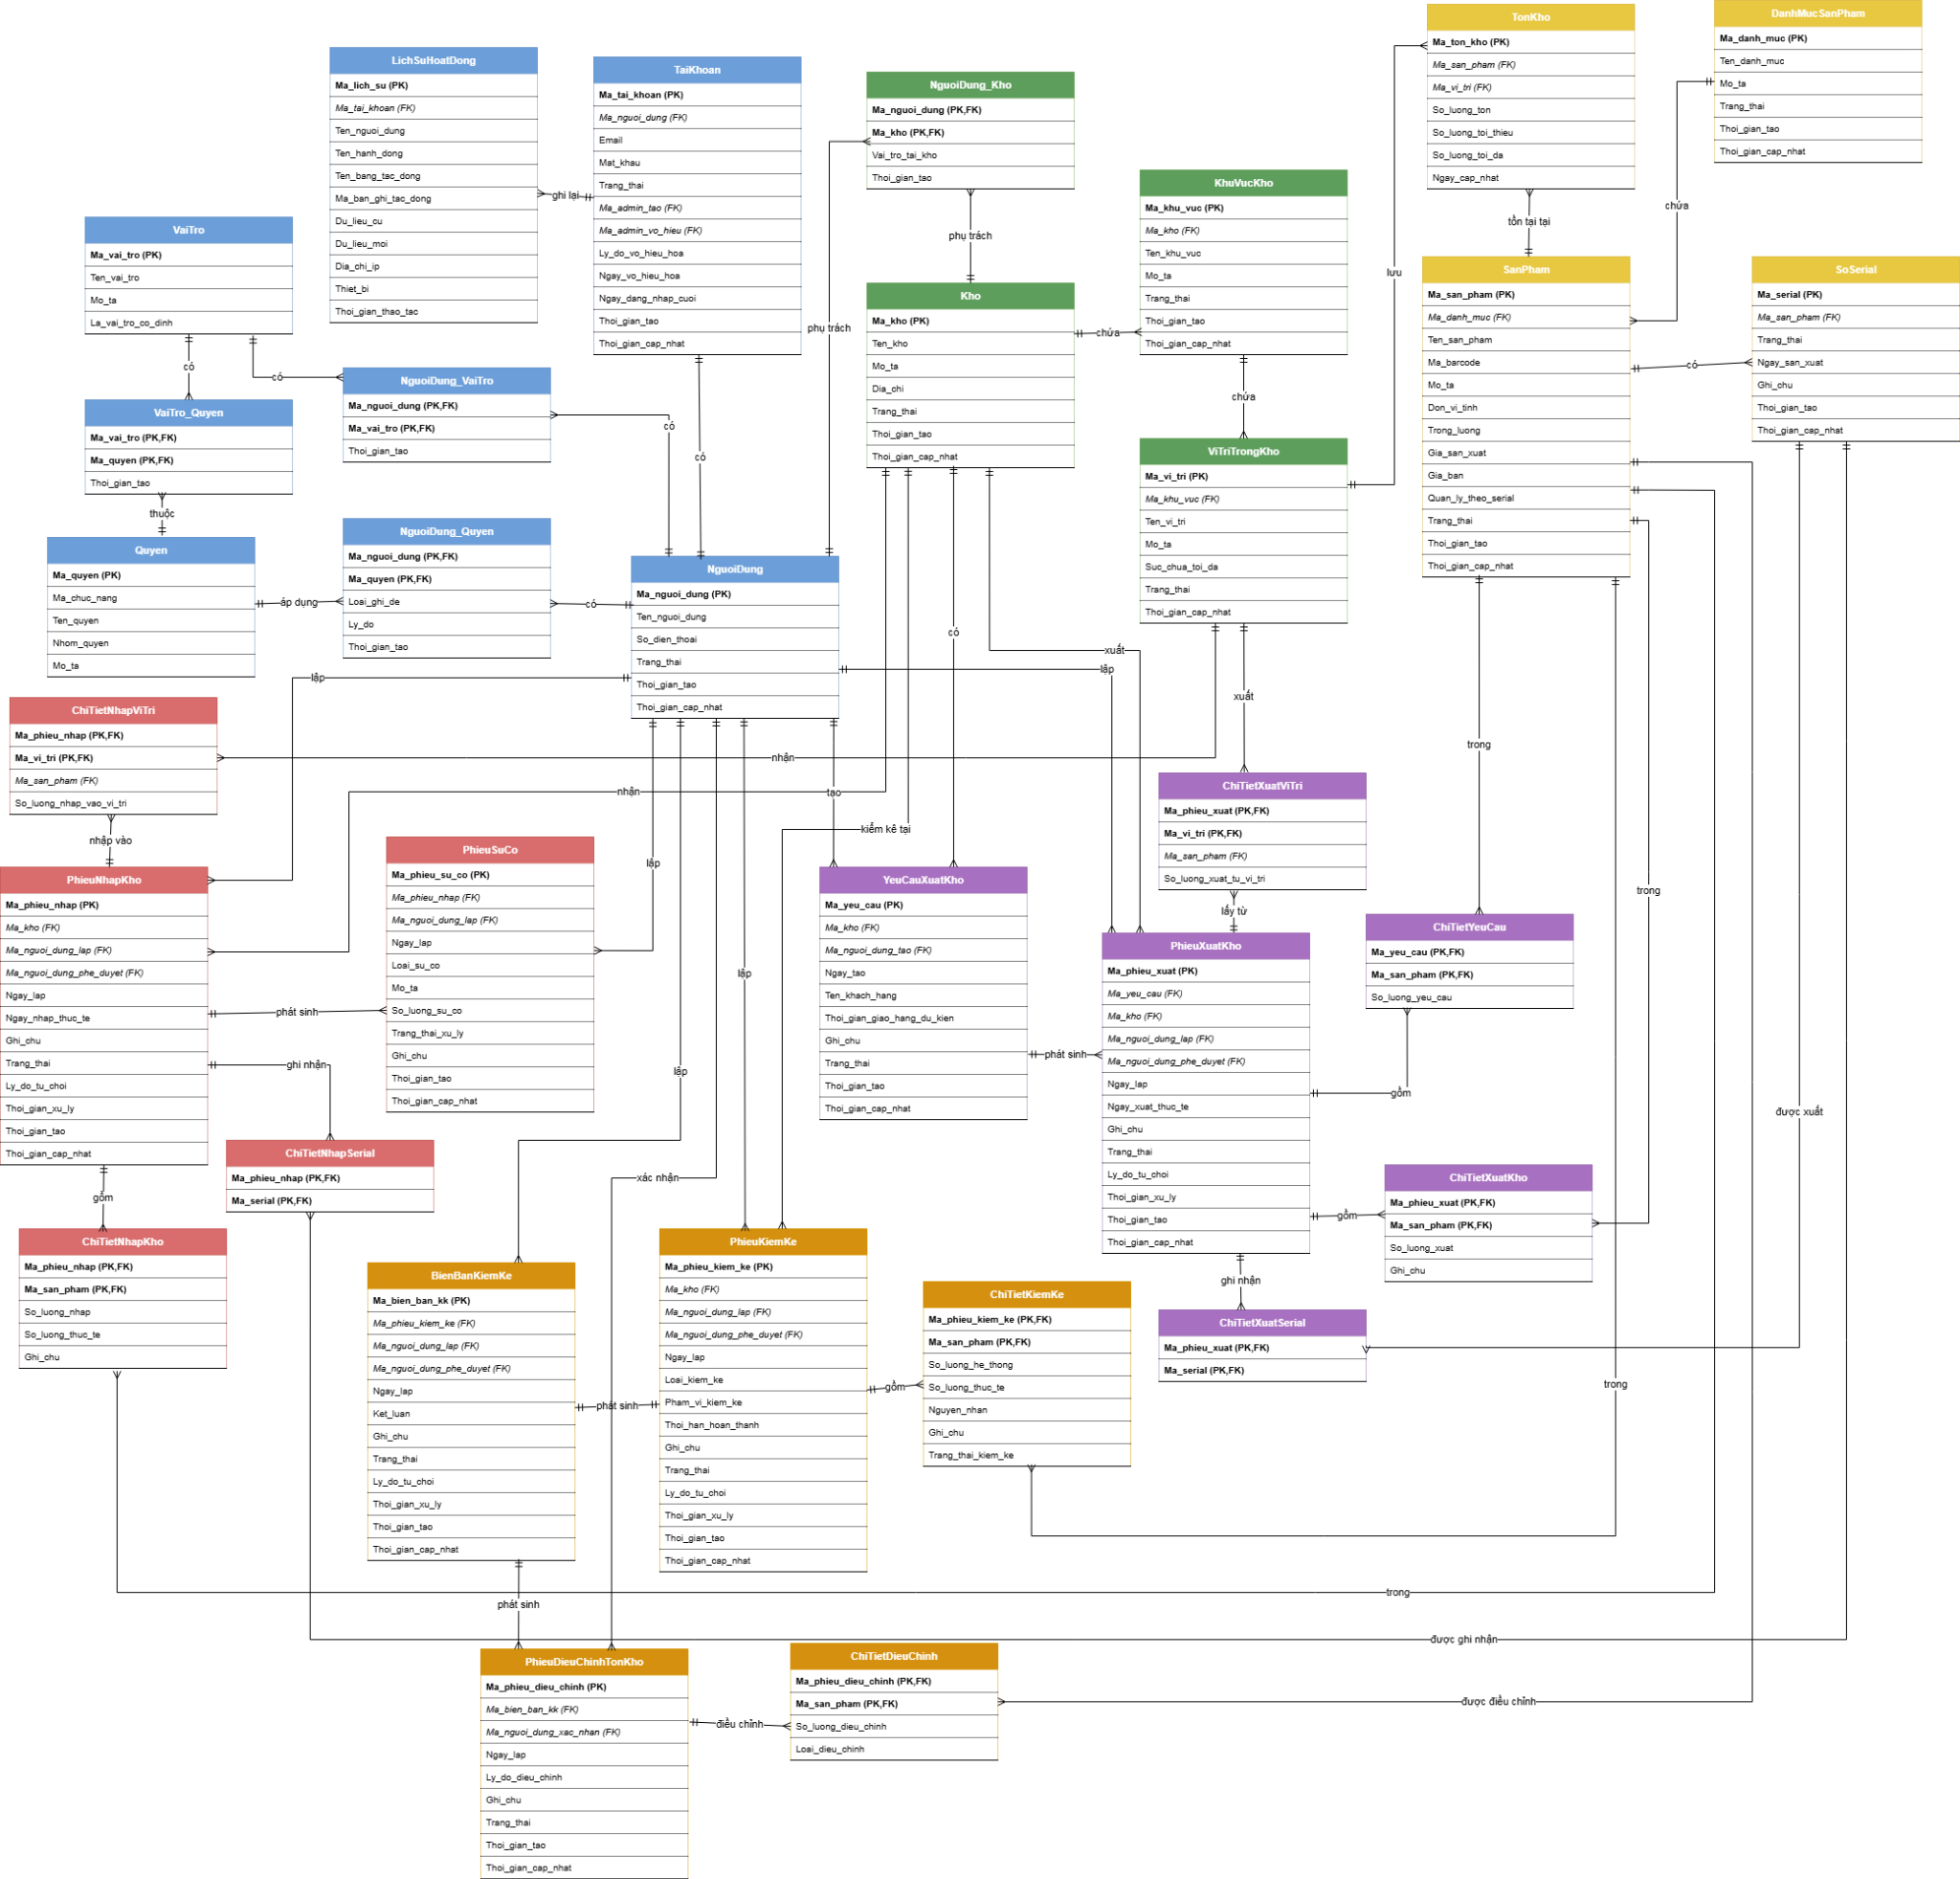 LichSuHoatDong
Ma_lich_su (PK)
Ma_tai_khoan (FK)
Ten_nguoi_dung
Ten_hanh_dong
Ten_bang_tac_dong
Ma_ban_ghi_tac_dong
Du_lieu_cu
Du_lieu_moi
Dia_chi_ip
Thiet_bi
Thoi_gian_thao_tac
ghi lại
TaiKhoan
Ma_tai_khoan (PK)
Ma_nguoi_dung (FK)
Email
Mat_khau
Trang_thai
Ma_admin_tao (FK)
Ma_admin_vo_hieu (FK)
Ly_do_vo_hieu_hoa
Ngay_vo_hieu_hoa
Ngay_dang_nhap_cuoi
Thoi_gian_tao
Thoi_gian_cap_nhat
NguoiDung_Kho
Ma_nguoi_dung (PK,FK)
Ma_kho (PK,FK)
Vai_tro_tai_kho
Thoi_gian_tao
phụ trách
phụ trách
Kho
Ma_kho (PK)
Ten_kho
Mo_ta
Dia_chi
Trang_thai
Thoi_gian_tao
Thoi_gian_cap_nhat
chứa
KhuVucKho
Ma_khu_vuc (PK)
Ma_kho (FK)
Ten_khu_vuc
Mo_ta
Trang_thai
Thoi_gian_tao
Thoi_gian_cap_nhat
chứa
ViTriTrongKho
Ma_vi_tri (PK)
Ma_khu_vuc (FK)
Ten_vi_tri
Mo_ta
Suc_chua_toi_da
Trang_thai
Thoi_gian_cap_nhat
lưu
TonKho
Ma_ton_kho (PK)
Ma_san_pham (FK)
Ma_vi_tri (FK)
So_luong_ton
So_luong_toi_thieu
So_luong_toi_da
Ngay_cap_nhat
tồn tại tại
DanhMucSanPham
Ma_danh_muc (PK)
Ten_danh_muc
Mo_ta
Trang_thai
Thoi_gian_tao
Thoi_gian_cap_nhat
chứa
SanPham
Ma_san_pham (PK)
Ma_danh_muc (FK)
Ten_san_pham
Ma_barcode
Mo_ta
Don_vi_tinh
Trong_luong
Gia_san_xuat
Gia_ban
Quan_ly_theo_serial
Trang_thai
Thoi_gian_tao
Thoi_gian_cap_nhat
có
SoSerial
Ma_serial (PK)
Ma_san_pham (FK)
Trang_thai
Ngay_san_xuat
Ghi_chu
Thoi_gian_tao
Thoi_gian_cap_nhat
VaiTro
Ma_vai_tro (PK)
Ten_vai_tro
Mo_ta
La_vai_tro_co_dinh
có
có
VaiTro_Quyen
Ma_vai_tro (PK,FK)
Ma_quyen (PK,FK)
Thoi_gian_tao
thuộc
NguoiDung_VaiTro
Ma_nguoi_dung (PK,FK)
Ma_vai_tro (PK,FK)
Thoi_gian_tao
có
có
Quyen
Ma_quyen (PK)
Ma_chuc_nang
Ten_quyen
Nhom_quyen
Mo_ta
áp dụng
NguoiDung_Quyen
Ma_nguoi_dung (PK,FK)
Ma_quyen (PK,FK)
Loai_ghi_de
Ly_do
Thoi_gian_tao
có
NguoiDung
Ma_nguoi_dung (PK)
Ten_nguoi_dung
So_dien_thoai
Trang_thai
Thoi_gian_tao
Thoi_gian_cap_nhat
có
xuất
lập
xuất
lập
nhận
nhận
tạo
kiểm kê tại
lập
lập
lập
xác nhận
trong
trong
trong
được xuất
ChiTietNhapViTri
Ma_phieu_nhap (PK,FK)
Ma_vi_tri (PK,FK)
Ma_san_pham (FK)
So_luong_nhap_vao_vi_tri
nhập vào
PhieuNhapKho
Ma_phieu_nhap (PK)
Ma_kho (FK)
Ma_nguoi_dung_lap (FK)
Ma_nguoi_dung_phe_duyet (FK)
Ngay_lap
Ngay_nhap_thuc_te
Ghi_chu
Trang_thai
Ly_do_tu_choi
Thoi_gian_xu_ly
Thoi_gian_tao
Thoi_gian_cap_nhat
phát sinh
ghi nhận
gồm
PhieuSuCo
Ma_phieu_su_co (PK)
Ma_phieu_nhap (FK)
Ma_nguoi_dung_lap (FK)
Ngay_lap
Loai_su_co
Mo_ta
So_luong_su_co
Trang_thai_xu_ly
Ghi_chu
Thoi_gian_tao
Thoi_gian_cap_nhat
YeuCauXuatKho
Ma_yeu_cau (PK)
Ma_kho (FK)
Ma_nguoi_dung_tao (FK)
Ngay_tao
Ten_khach_hang
Thoi_gian_giao_hang_du_kien
Ghi_chu
Trang_thai
Thoi_gian_tao
Thoi_gian_cap_nhat
phát sinh
ChiTietXuatViTri
Ma_phieu_xuat (PK,FK)
Ma_vi_tri (PK,FK)
Ma_san_pham (FK)
So_luong_xuat_tu_vi_tri
lấy từ
PhieuXuatKho
Ma_phieu_xuat (PK)
Ma_yeu_cau (FK)
Ma_kho (FK)
Ma_nguoi_dung_lap (FK)
Ma_nguoi_dung_phe_duyet (FK)
Ngay_lap
Ngay_xuat_thuc_te
Ghi_chu
Trang_thai
Ly_do_tu_choi
Thoi_gian_xu_ly
Thoi_gian_tao
Thoi_gian_cap_nhat
ChiTietYeuCau
Ma_yeu_cau (PK,FK)
Ma_san_pham (PK,FK)
So_luong_yeu_cau
gồm
gồm
ChiTietXuatKho
Ma_phieu_xuat (PK,FK)
Ma_san_pham (PK,FK)
So_luong_xuat
Ghi_chu
ghi nhận
ChiTietXuatSerial
Ma_phieu_xuat (PK,FK)
Ma_serial (PK,FK)
ChiTietNhapSerial
Ma_phieu_nhap (PK,FK)
Ma_serial (PK,FK)
ChiTietNhapKho
Ma_phieu_nhap (PK,FK)
Ma_san_pham (PK,FK)
So_luong_nhap
So_luong_thuc_te
Ghi_chu
BienBanKiemKe
Ma_bien_ban_kk (PK)
Ma_phieu_kiem_ke (FK)
Ma_nguoi_dung_lap (FK)
Ma_nguoi_dung_phe_duyet (FK)
Ngay_lap
Ket_luan
Ghi_chu
Trang_thai
Ly_do_tu_choi
Thoi_gian_xu_ly
Thoi_gian_tao
Thoi_gian_cap_nhat
phát sinh
PhieuKiemKe
Ma_phieu_kiem_ke (PK)
Ma_kho (FK)
Ma_nguoi_dung_lap (FK)
Ma_nguoi_dung_phe_duyet (FK)
Ngay_lap
Loai_kiem_ke
Pham_vi_kiem_ke
Thoi_han_hoan_thanh
Ghi_chu
Trang_thai
Ly_do_tu_choi
Thoi_gian_xu_ly
Thoi_gian_tao
Thoi_gian_cap_nhat
gồm
ChiTietKiemKe
Ma_phieu_kiem_ke (PK,FK)
Ma_san_pham (PK,FK)
So_luong_he_thong
So_luong_thuc_te
Nguyen_nhan
Ghi_chu
Trang_thai_kiem_ke
trong
phát sinh
được ghi nhận
PhieuDieuChinhTonKho
Ma_phieu_dieu_chinh (PK)
Ma_bien_ban_kk (FK)
Ma_nguoi_dung_xac_nhan (FK)
Ngay_lap
Ly_do_dieu_chinh
Ghi_chu
Trang_thai
Thoi_gian_tao
Thoi_gian_cap_nhat
điều chỉnh
ChiTietDieuChinh
Ma_phieu_dieu_chinh (PK,FK)
Ma_san_pham (PK,FK)
So_luong_dieu_chinh
Loai_dieu_chinh
được điều chỉnh